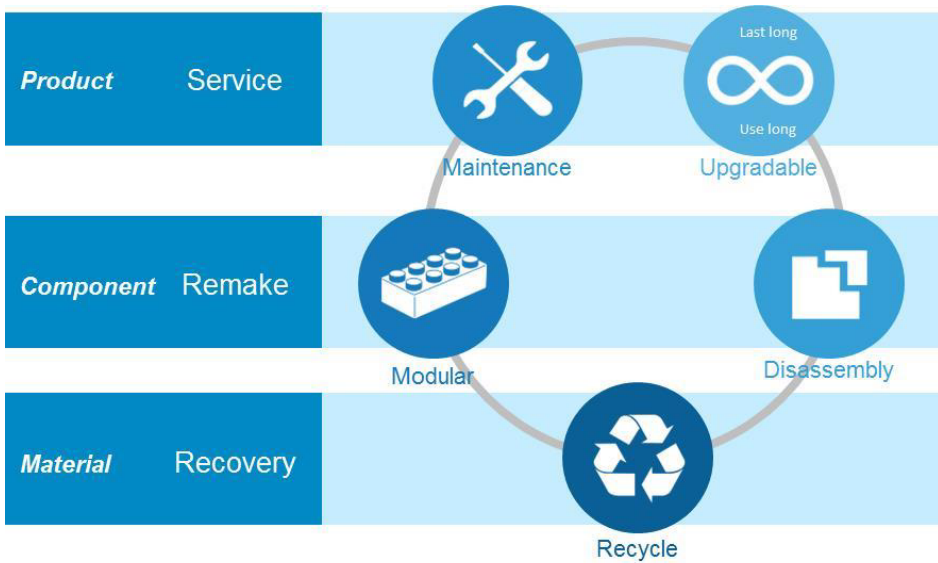 Product Service
Last long
Use long
Maintenance
Upgradable
Component Remake
Modular
Disassembly
Material Recovery
Recycle